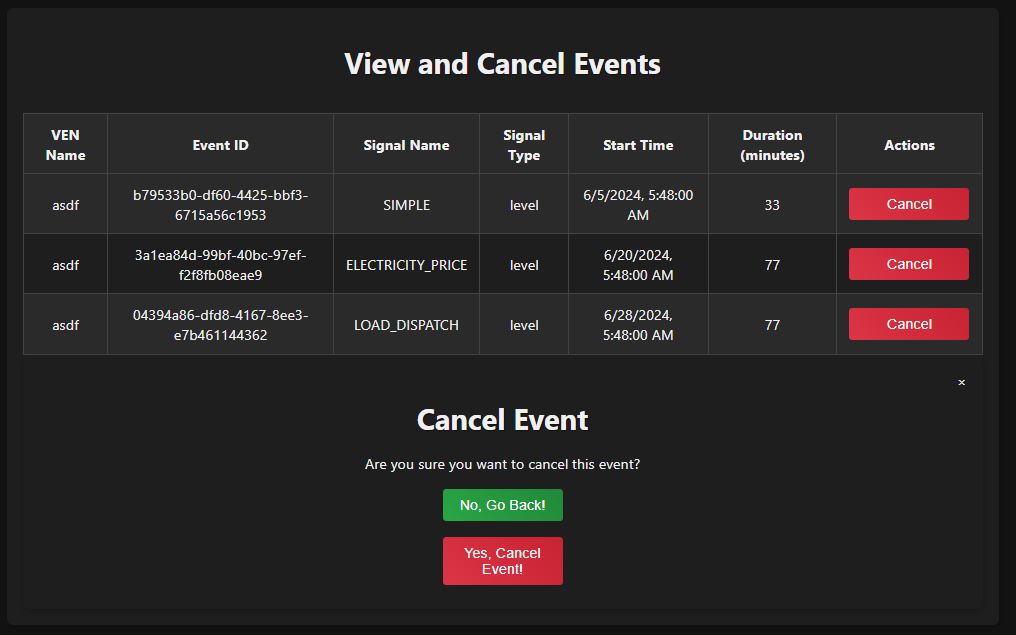 View and Cancel Events
VEN Name Event ID Signal Name Signal Type Start Time Duration (minutes) Actions
asdf b79533b0-df60-4425-bbf3-6715a56c1953 SIMPLE level 6/5/2024, 5:48:00 AM 33 Cancel
asdf 3a1ea84d-99bf-40bc-97ef-f2f8fb08eae9 ELECTRICITY_PRICE level 6/20/2024, 5:48:00 AM 77 Cancel
asdf 04394a86-dfd8-4167-8ee3-e7b461144362 LOAD_DISPATCH level 6/28/2024, 5:48:00 AM 77 Cancel
×
Cancel Event
Are you sure you want to cancel this event?
No, Go Back!
Yes, Cancel
Event!